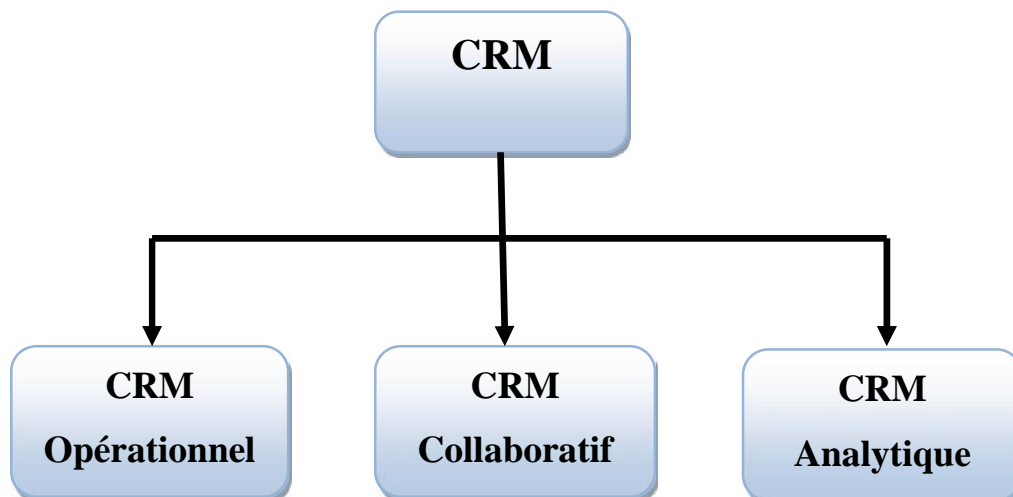 CRM
CRM
Opérationnel
CRM
Collaboratif
CRM
Analytique